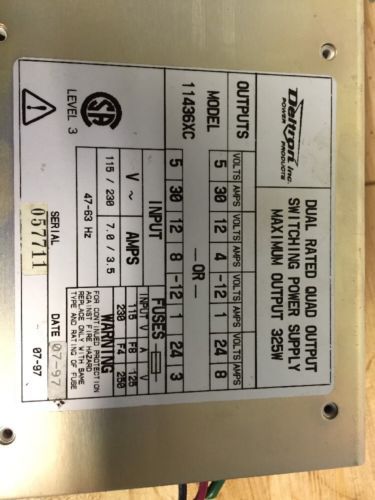 Deltron inc.
POWER PRODUCTS
DUAL RATED QUAD OUTPUT
SWITCHING POWER SUPPLY
MAXIMUM OUTPUT 325W
OUTPUTS VOLTS AMPS VOLTS AMPS VOLTS AMPS VOLTS AMPS
MODEL 11436XC
5 30 12 4 -12 1 24 8
— OR —
5 30 12 8 -12 1 24 3
INPUT
V ~ AMPS
115 / 230 7.0 / 3.5
47-63 Hz
FUSES
INPUT V A V
115 F8 125
230 F4 250
WARNING
FOR CONTINUED PROTECTION
AGAINST FIRE HAZARD
REPLACE ONLY WITH SAME
TYPE AND RATING OF FUSE
SA
LEVEL 3
!
SERIAL 057711
DATE 07-97
07-97